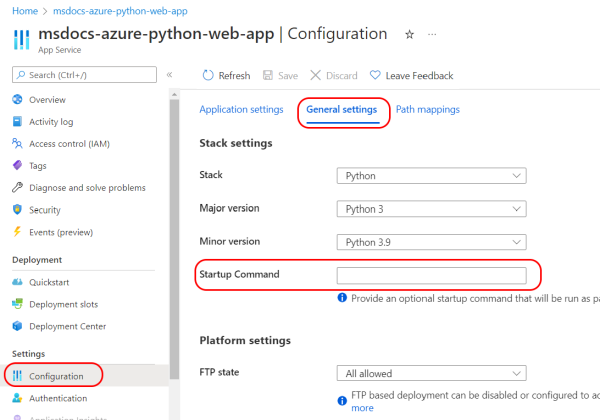 Home > msdocs-azure-python-web-app
msdocs-azure-python-web-app | Configuration
App Service
Search (Ctrl+/)
Refresh Save Discard Leave Feedback
Overview
Activity log
Access control (IAM)
Tags
Diagnose and solve problems
Security
Events (preview)
Deployment
Quickstart
Deployment slots
Deployment Center
Settings
Configuration
Authentication
Application Insights
Application settings General settings Path mappings
Stack settings
Stack Python
Major version Python 3
Minor version Python 3.9
Startup Command
Provide an optional startup command that will be run as pa
Platform settings
FTP state All allowed
FTP based deployment can be disabled or configured to ac
more